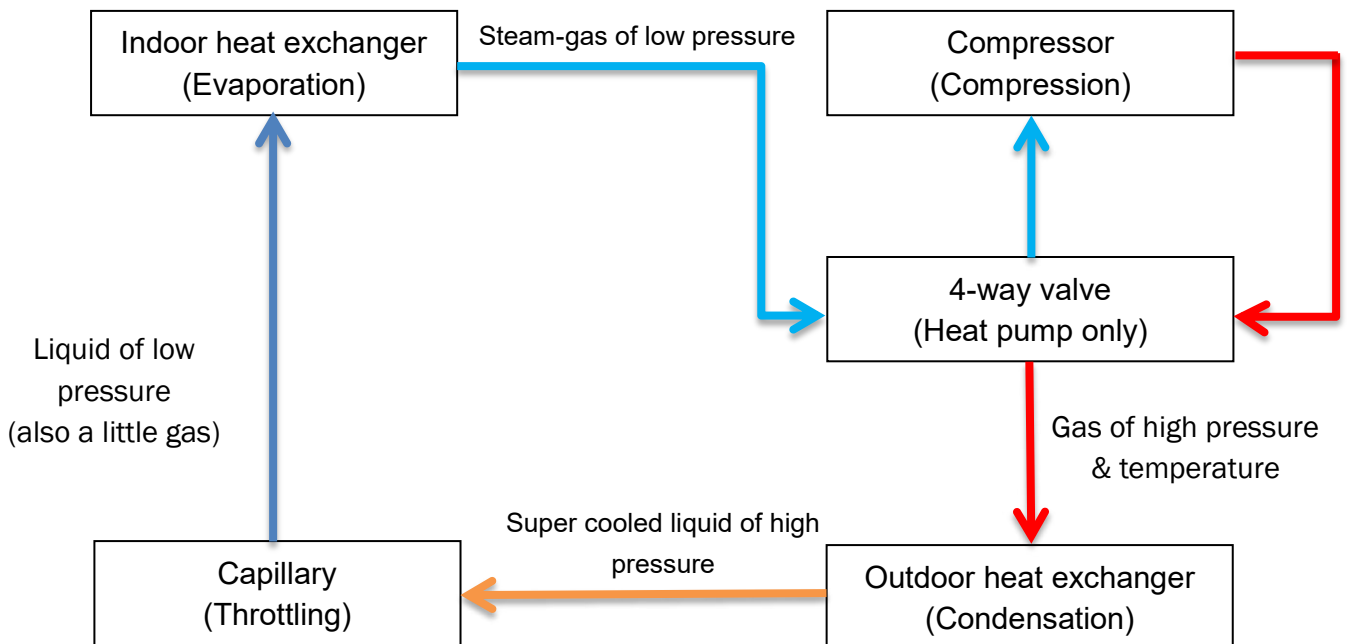 Indoor heat exchanger
(Evaporation)
Steam-gas of low pressure
Compressor
(Compression)
4-way valve
(Heat pump only)
Liquid of low
pressure
(also a little gas)
Gas of high pressure
& temperature
Super cooled liquid of high
pressure
Capillary
(Throttling)
Outdoor heat exchanger
(Condensation)